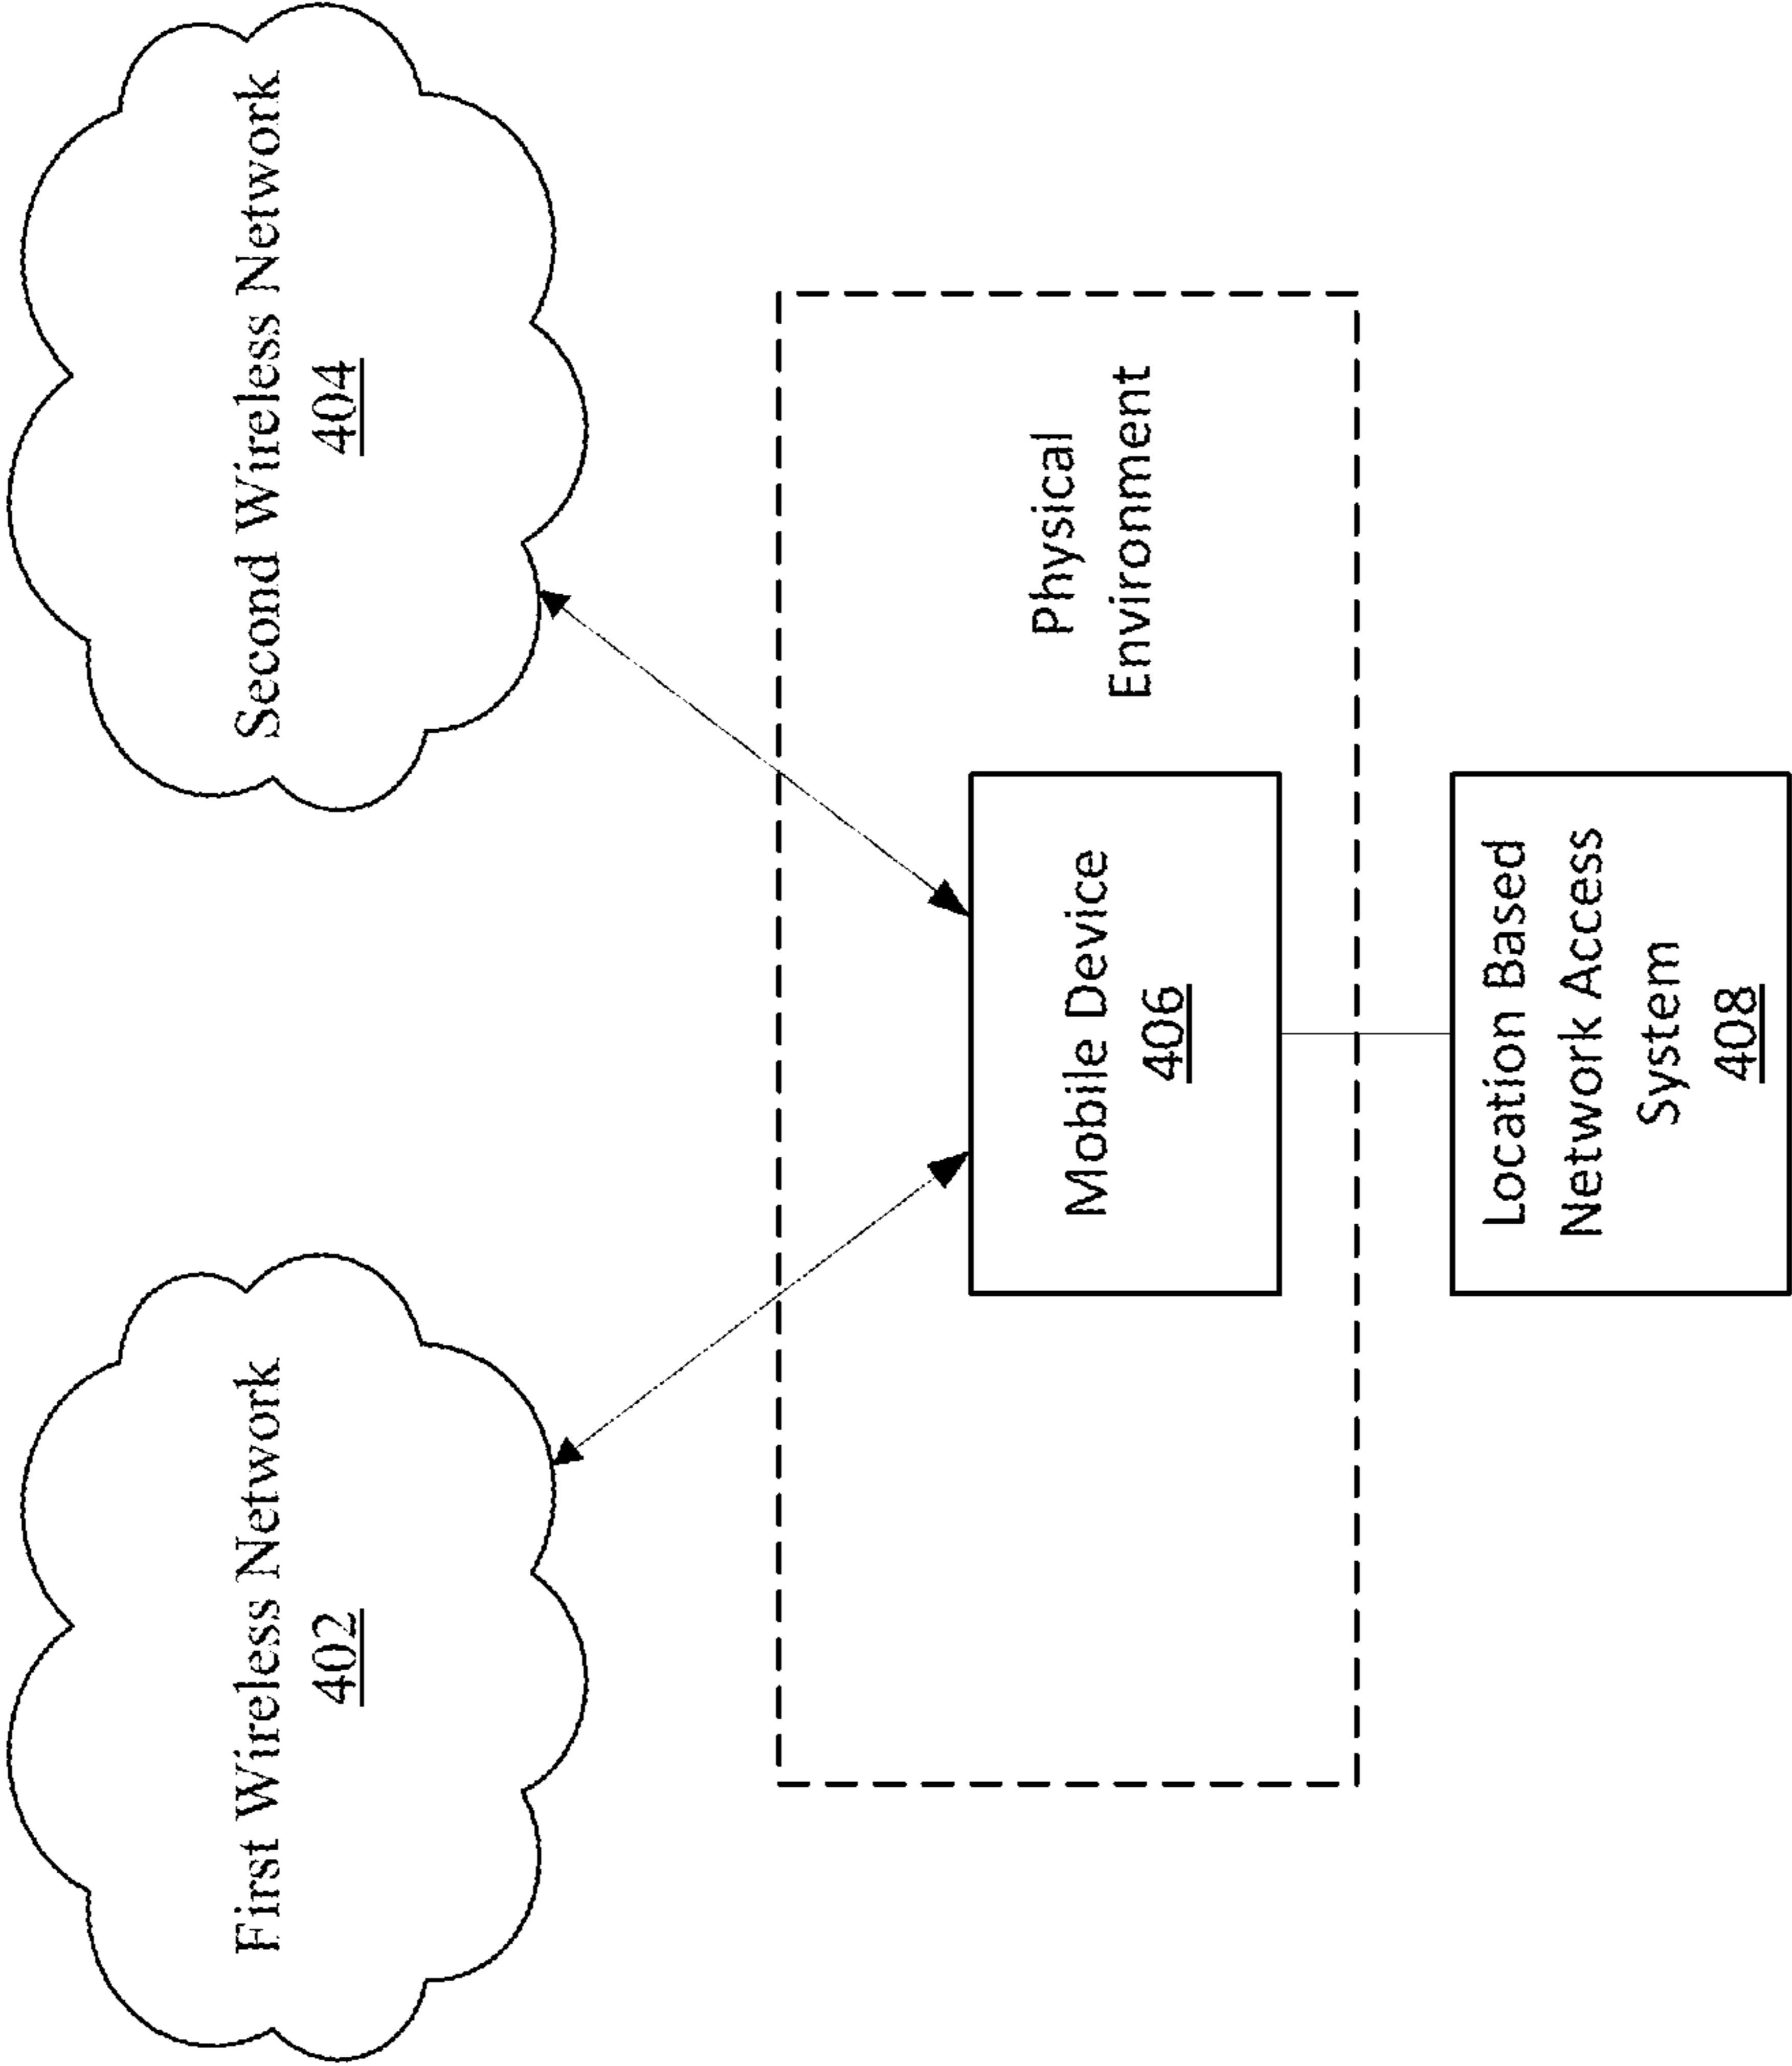 First Wireless Network
402
Second Wireless Network
404
Physical
Environment
Mobile Device
406
Location Based
Network Access
System
408